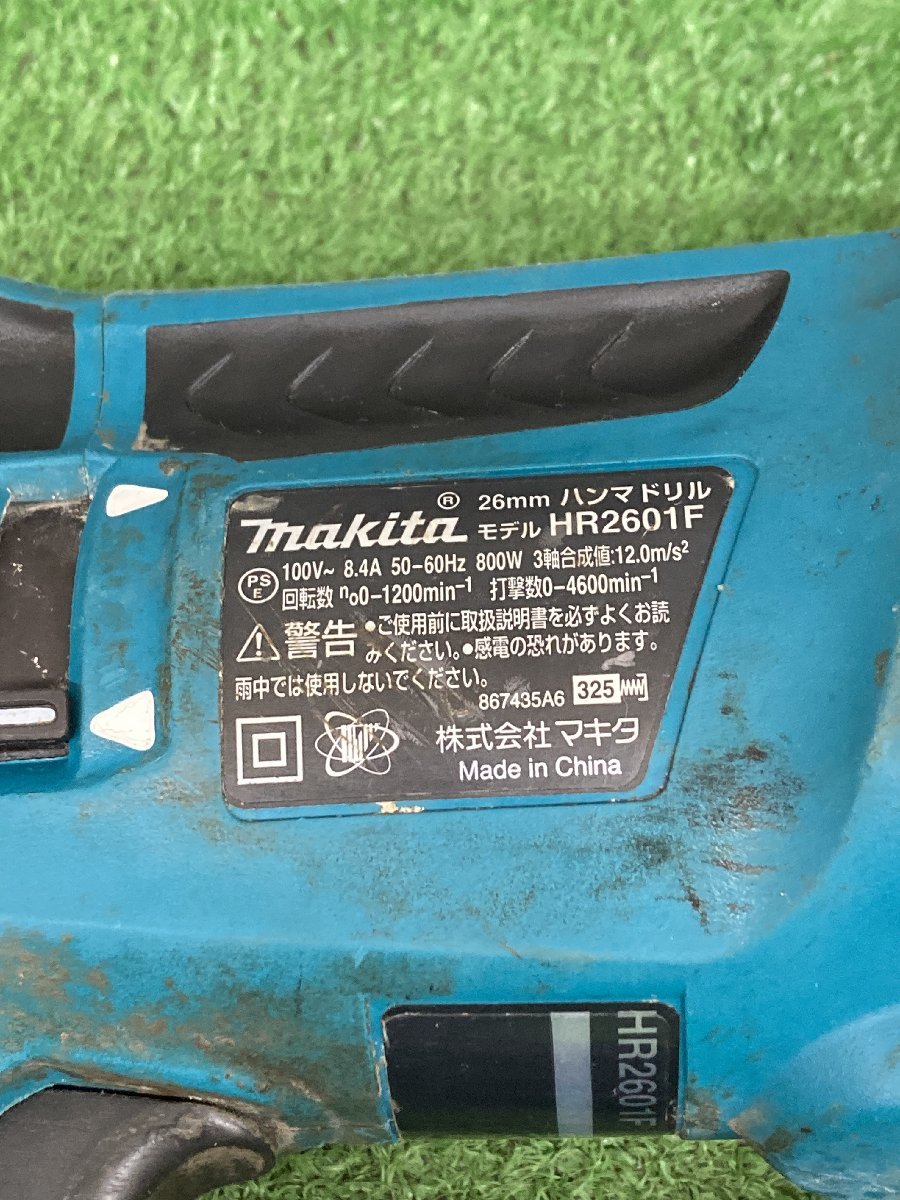 makita® 26mm ハンマドリル
モデル HR2601F
100V~ 8.4A 50-60Hz 800W 3軸合成値:12.0m/s²
PS E 回転数 n₀0-1200min⁻¹ 打撃数0-4600min⁻¹
⚠警告 •ご使用前に取扱説明書を必ずよくお読
みください。•感電の恐れがあります。
雨中では使用しないでください。
867435A6 325
株式会社 マキタ
Made in China
HR2601F